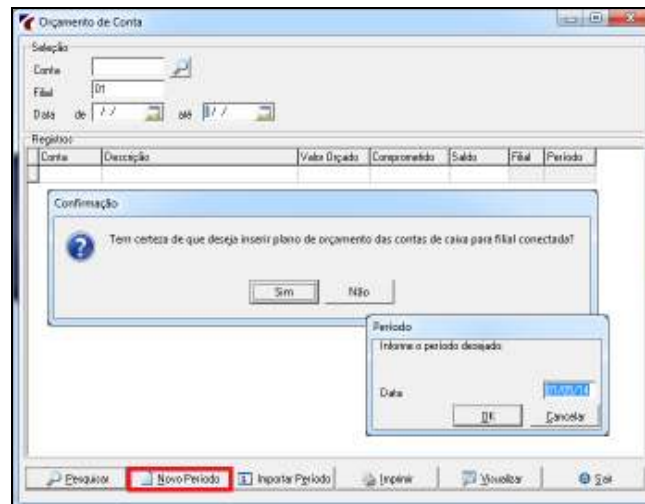 Orçamento de Conta
Seleção
Conta
Filial 01
Data de / / até / /
Registros
Conta Descrição Valor Orçado Comprometido Saldo Filial Período
Confirmação
Tem certeza de que deseja inserir plano de orçamento das contas de caixa para filial conectada?
Sim Não
Período
Informe o período desejado
Data
OK Cancelar
Pesquisar Novo Período Importar Período Imprimir Visualizar Sair